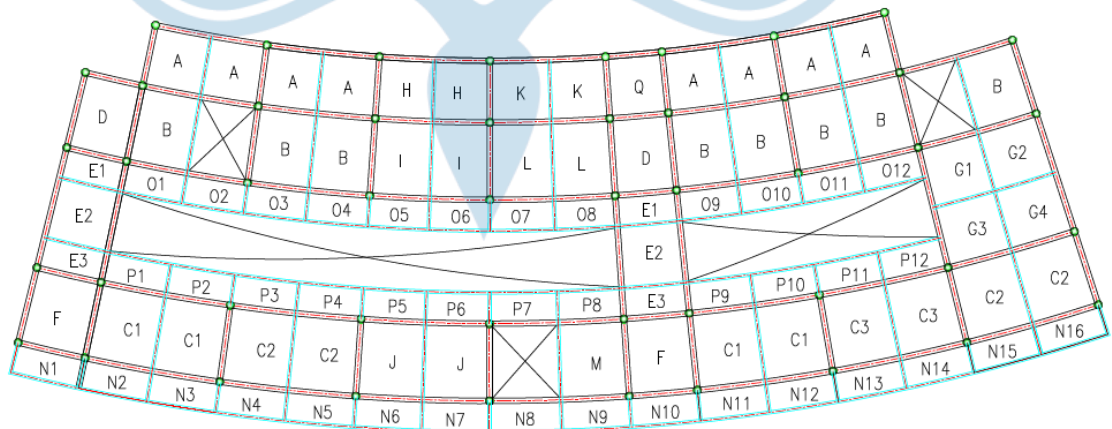 A A A A H H K K Q A A A A
D B B B I I L L D B B B B B
E1 O1 O2 O3 O4 O5 O6 O7 O8 E1 O9 O10 O11 O12 G1 G2
E2 E2 G3 G4
E3 P1 P2 P3 P4 P5 P6 P7 P8 E3 P9 P10 P11 P12
F C1 C1 C2 C2 J J M F C1 C1 C3 C3 C2 C2
N1 N2 N3 N4 N5 N6 N7 N8 N9 N10 N11 N12 N13 N14 N15 N16